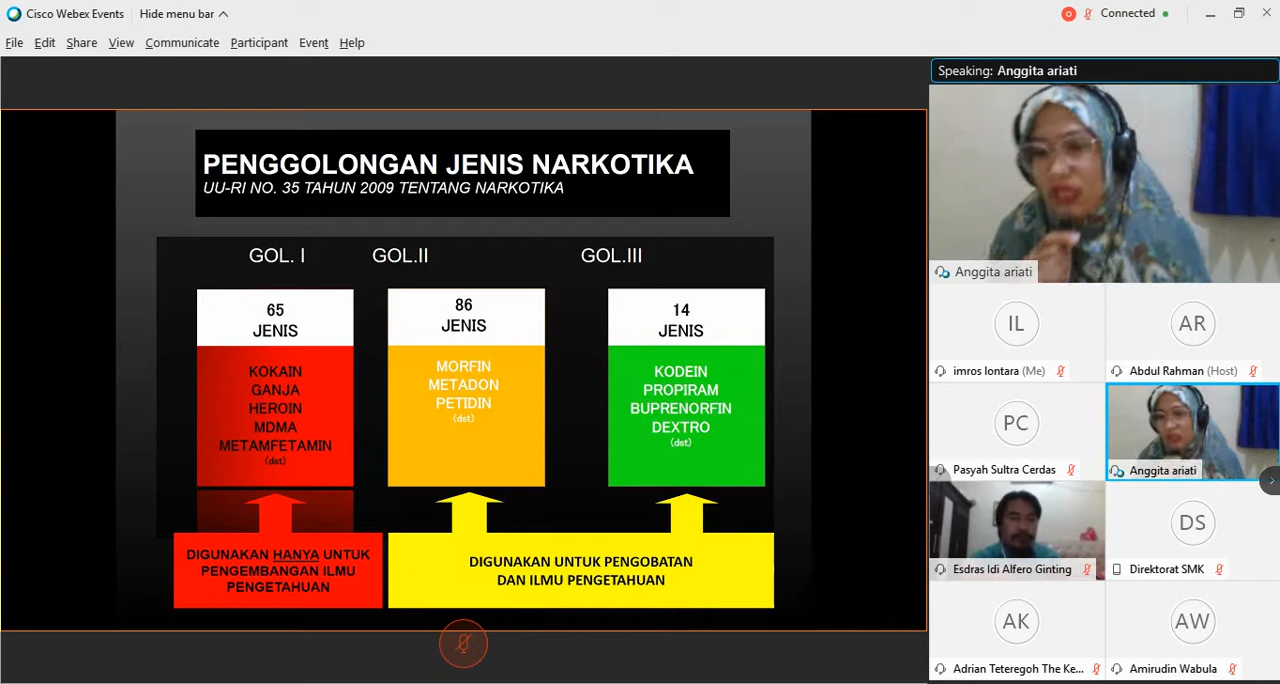 Cisco Webex Events
Hide menu bar
Connected
File Edit Share View Communicate Participant Event Help
Speaking: Anggita ariati
PENGGOLONGAN JENIS NARKOTIKA
UU-RI NO. 35 TAHUN 2009 TENTANG NARKOTIKA
GOL. I
GOL.II
GOL.III
65
JENIS
KOKAIN
GANJA
HEROIN
MDMA
METAMFETAMIN
(dst)
86
JENIS
MORFIN
METADON
PETIDIN
(dst)
14
JENIS
KODEIN
PROPIRAM
BUPRENORFIN
DEXTRO
(dst)
DIGUNAKAN HANYA UNTUK
PENGEMBANGAN ILMU
PENGETAHUAN
DIGUNAKAN UNTUK PENGOBATAN
DAN ILMU PENGETAHUAN
Anggita ariati
IL
imros lontara (Me)
AR
Abdul Rahman (Host)
PC
Pasyah Sultra Cerdas
Anggita ariati
Esdras Idi Alfero Ginting
DS
Direktorat SMK
AK
Adrian Teteregoh The Ke...
AW
Amirudin Wabula